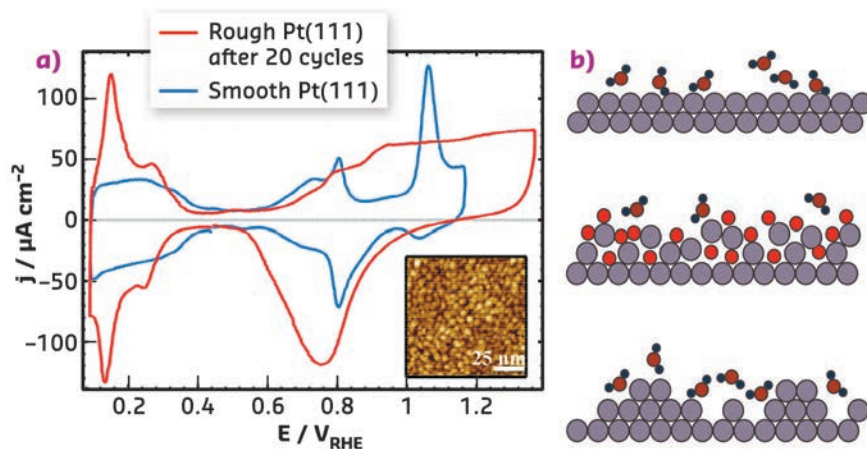 a)
Rough Pt(111)
after 20 cycles
Smooth Pt(111)
b)
100
50
0
−50
−100
j / μA cm⁻²
25 nm
0.2 0.4 0.6 0.8 1 1.2
E / V_RHE